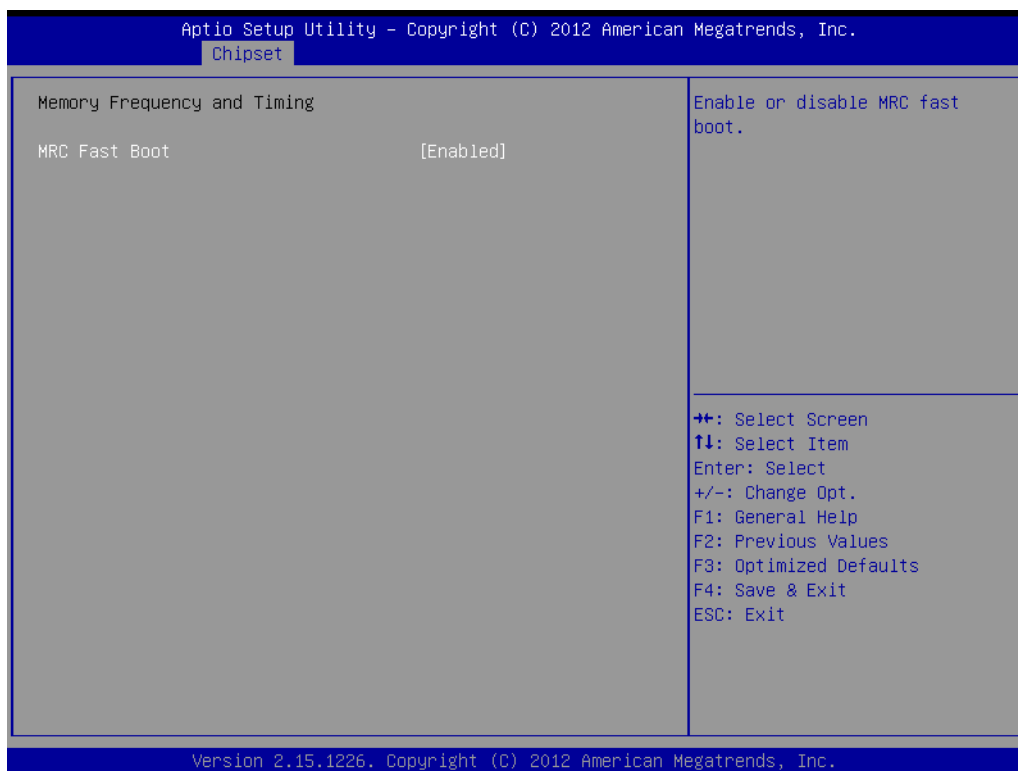 Aptio Setup Utility – Copyright (C) 2012 American Megatrends, Inc.
Chipset
Memory Frequency and Timing
MRC Fast Boot [Enabled]
Enable or disable MRC fast
boot.
→←: Select Screen
↑↓: Select Item
Enter: Select
+/-: Change Opt.
F1: General Help
F2: Previous Values
F3: Optimized Defaults
F4: Save & Exit
ESC: Exit
Version 2.15.1226. Copyright (C) 2012 American Megatrends, Inc.